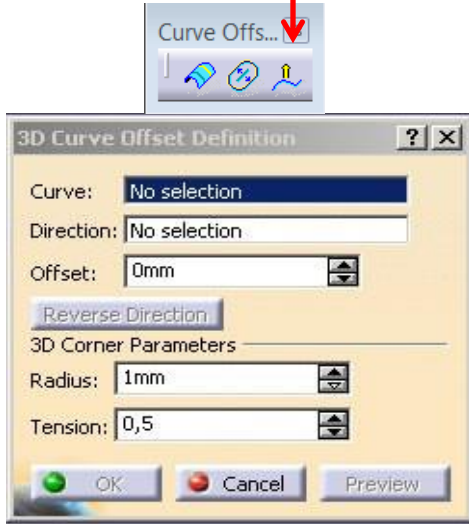 Curve Offs...
3D Curve Offset Definition
Curve: No selection
Direction: No selection
Offset: 0mm
Reverse Direction
3D Corner Parameters
Radius: 1mm
Tension: 0,5
OK Cancel Preview